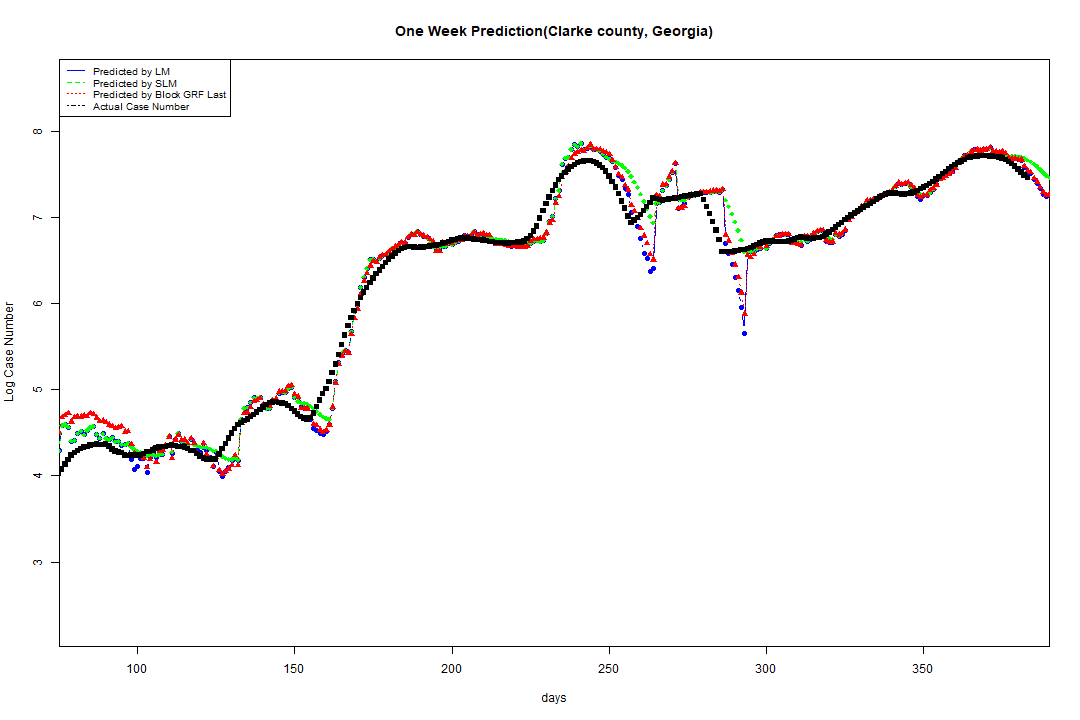 One Week Prediction(Clarke county, Georgia)
Predicted by LM
Predicted by SLM
Predicted by Block GRF Last
Actual Case Number
8
7
6
5
4
3
Log Case Number
100 150 200 250 300 350
days